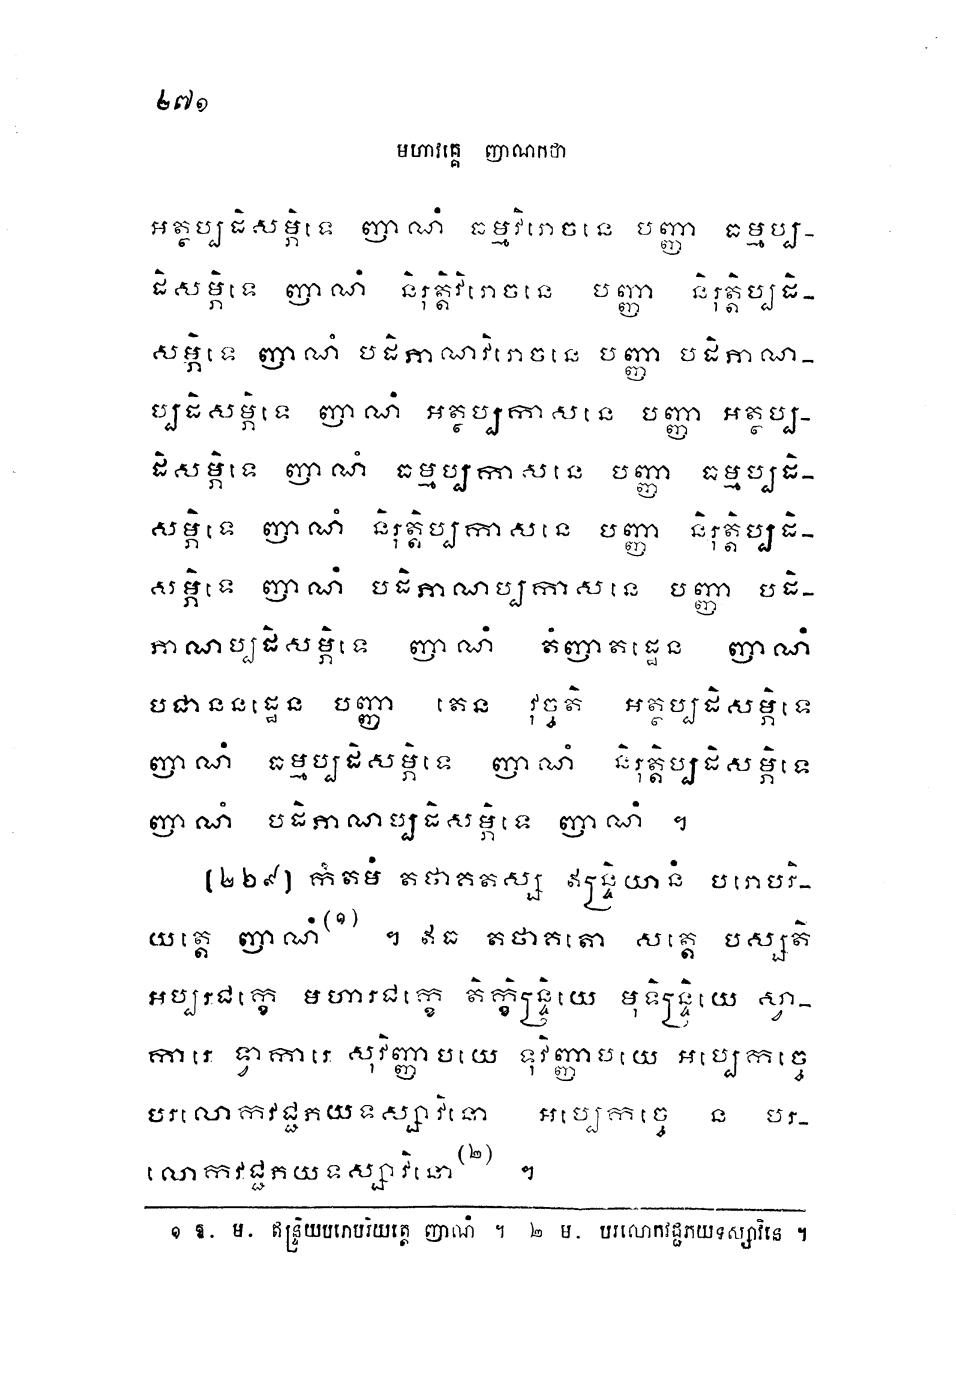 ២៧១
មហាវគ្គេ ញាណកថា
អត្ថប្បដិសម្ភិទេ ញាណំ ធម្មវិរោចនេ បញ្ញា ធម្មប្ប-
ដិសម្ភិទេ ញាណំ និរុត្តិវិរោចនេ បញ្ញា និរុត្តិប្បដិ-
សម្ភិទេ ញាណំ បដិភាណវិរោចនេ បញ្ញា បដិភាណ-
ប្បដិសម្ភិទេ ញាណំ អត្ថប្បកាសនេ បញ្ញា អត្ថប្ប-
ដិសម្ភិទេ ញាណំ ធម្មប្បកាសនេ បញ្ញា ធម្មប្បដិ-
សម្ភិទេ ញាណំ និរុត្តិប្បកាសនេ បញ្ញា និរុត្តិប្បដិ-
សម្ភិទេ ញាណំ បដិភាណប្បកាសនេ បញ្ញា បដិ-
ភាណប្បដិសម្ភិទេ ញាណំ តំញាតដ្ឋេន ញាណំ
បជាននដ្ឋេន បញ្ញា តេន វុច្ចតិ អត្ថប្បដិសម្ភិទេ
ញាណំ ធម្មប្បដិសម្ភិទេ ញាណំ និរុត្តិប្បដិសម្ភិទេ
ញាណំ បដិភាណប្បដិសម្ភិទេ ញាណំ ។
[២២៩] កំតមំ តថាគតស្ស ឥន្ទ្រិយានំ បរោបរិ-
យត្តេ ញាណំ(១) ។ ឥធ តថាគតោ សត្តេ បស្សតិ
អប្បរជក្ខេ មហារជក្ខេ តិក្ខិន្ទ្រិយេ មុទិន្ទ្រិយេ ស្វា-
ការេ ទ្វាការេ សុវិញ្ញាបយេ ទុវិញ្ញាបយេ អប្បេកច្ចេ
បរលោកវជ្ជភយទស្សាវិនោ អប្បេកច្ចេ ន បរ-
លោកវជ្ជភយទស្សាវិនោ(២) ។
១ ឱ. ម. ឥន្ទ្រិយបរោបរិយត្តេ ញាណំ ។ ២ ម. បរលោកវជ្ជភយទស្សាវិនេ ។